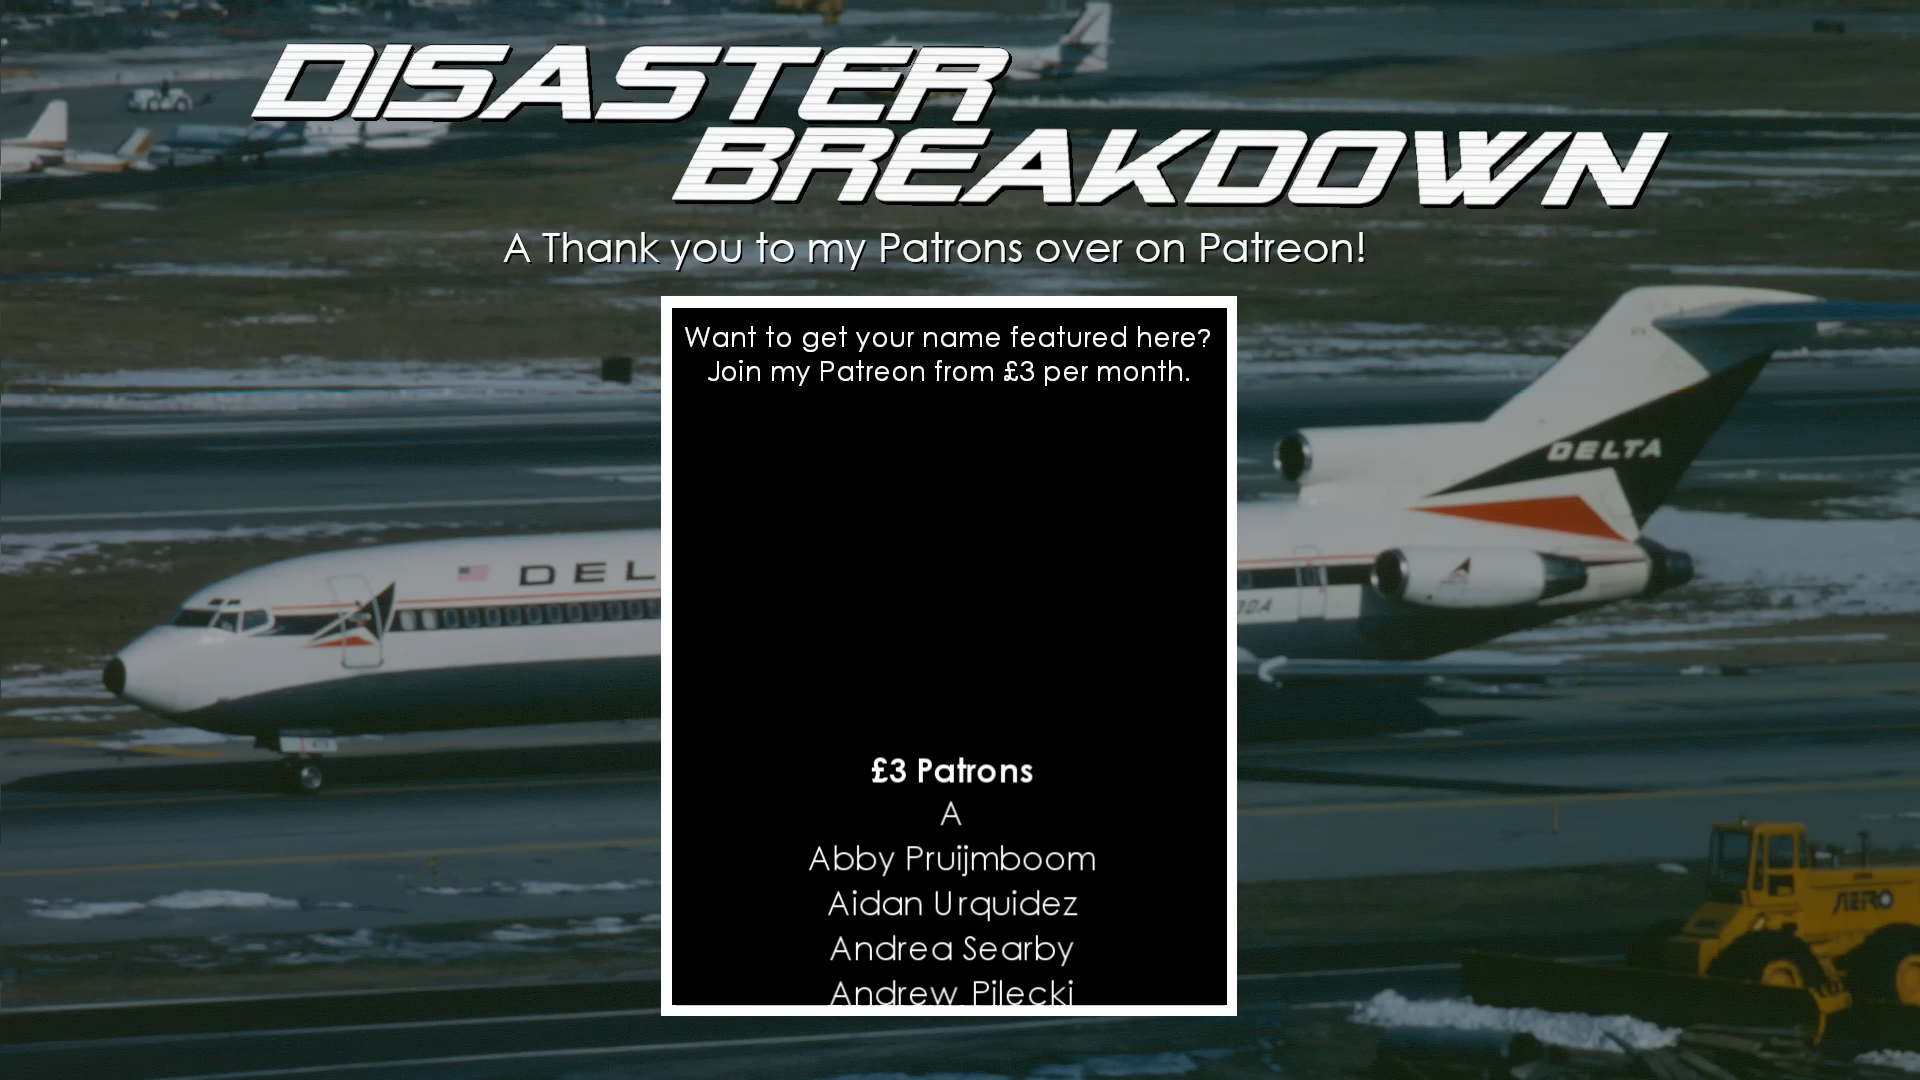 DISASTER
BREAKDOWN
A Thank you to my Patrons over on Patreon!
Want to get your name featured here?
Join my Patreon from £3 per month.
DELTA
DEL
£3 Patrons
A
Abby Pruijmboom
Aidan Urquidez
Andrea Searby
Andrew Pilecki
AERO